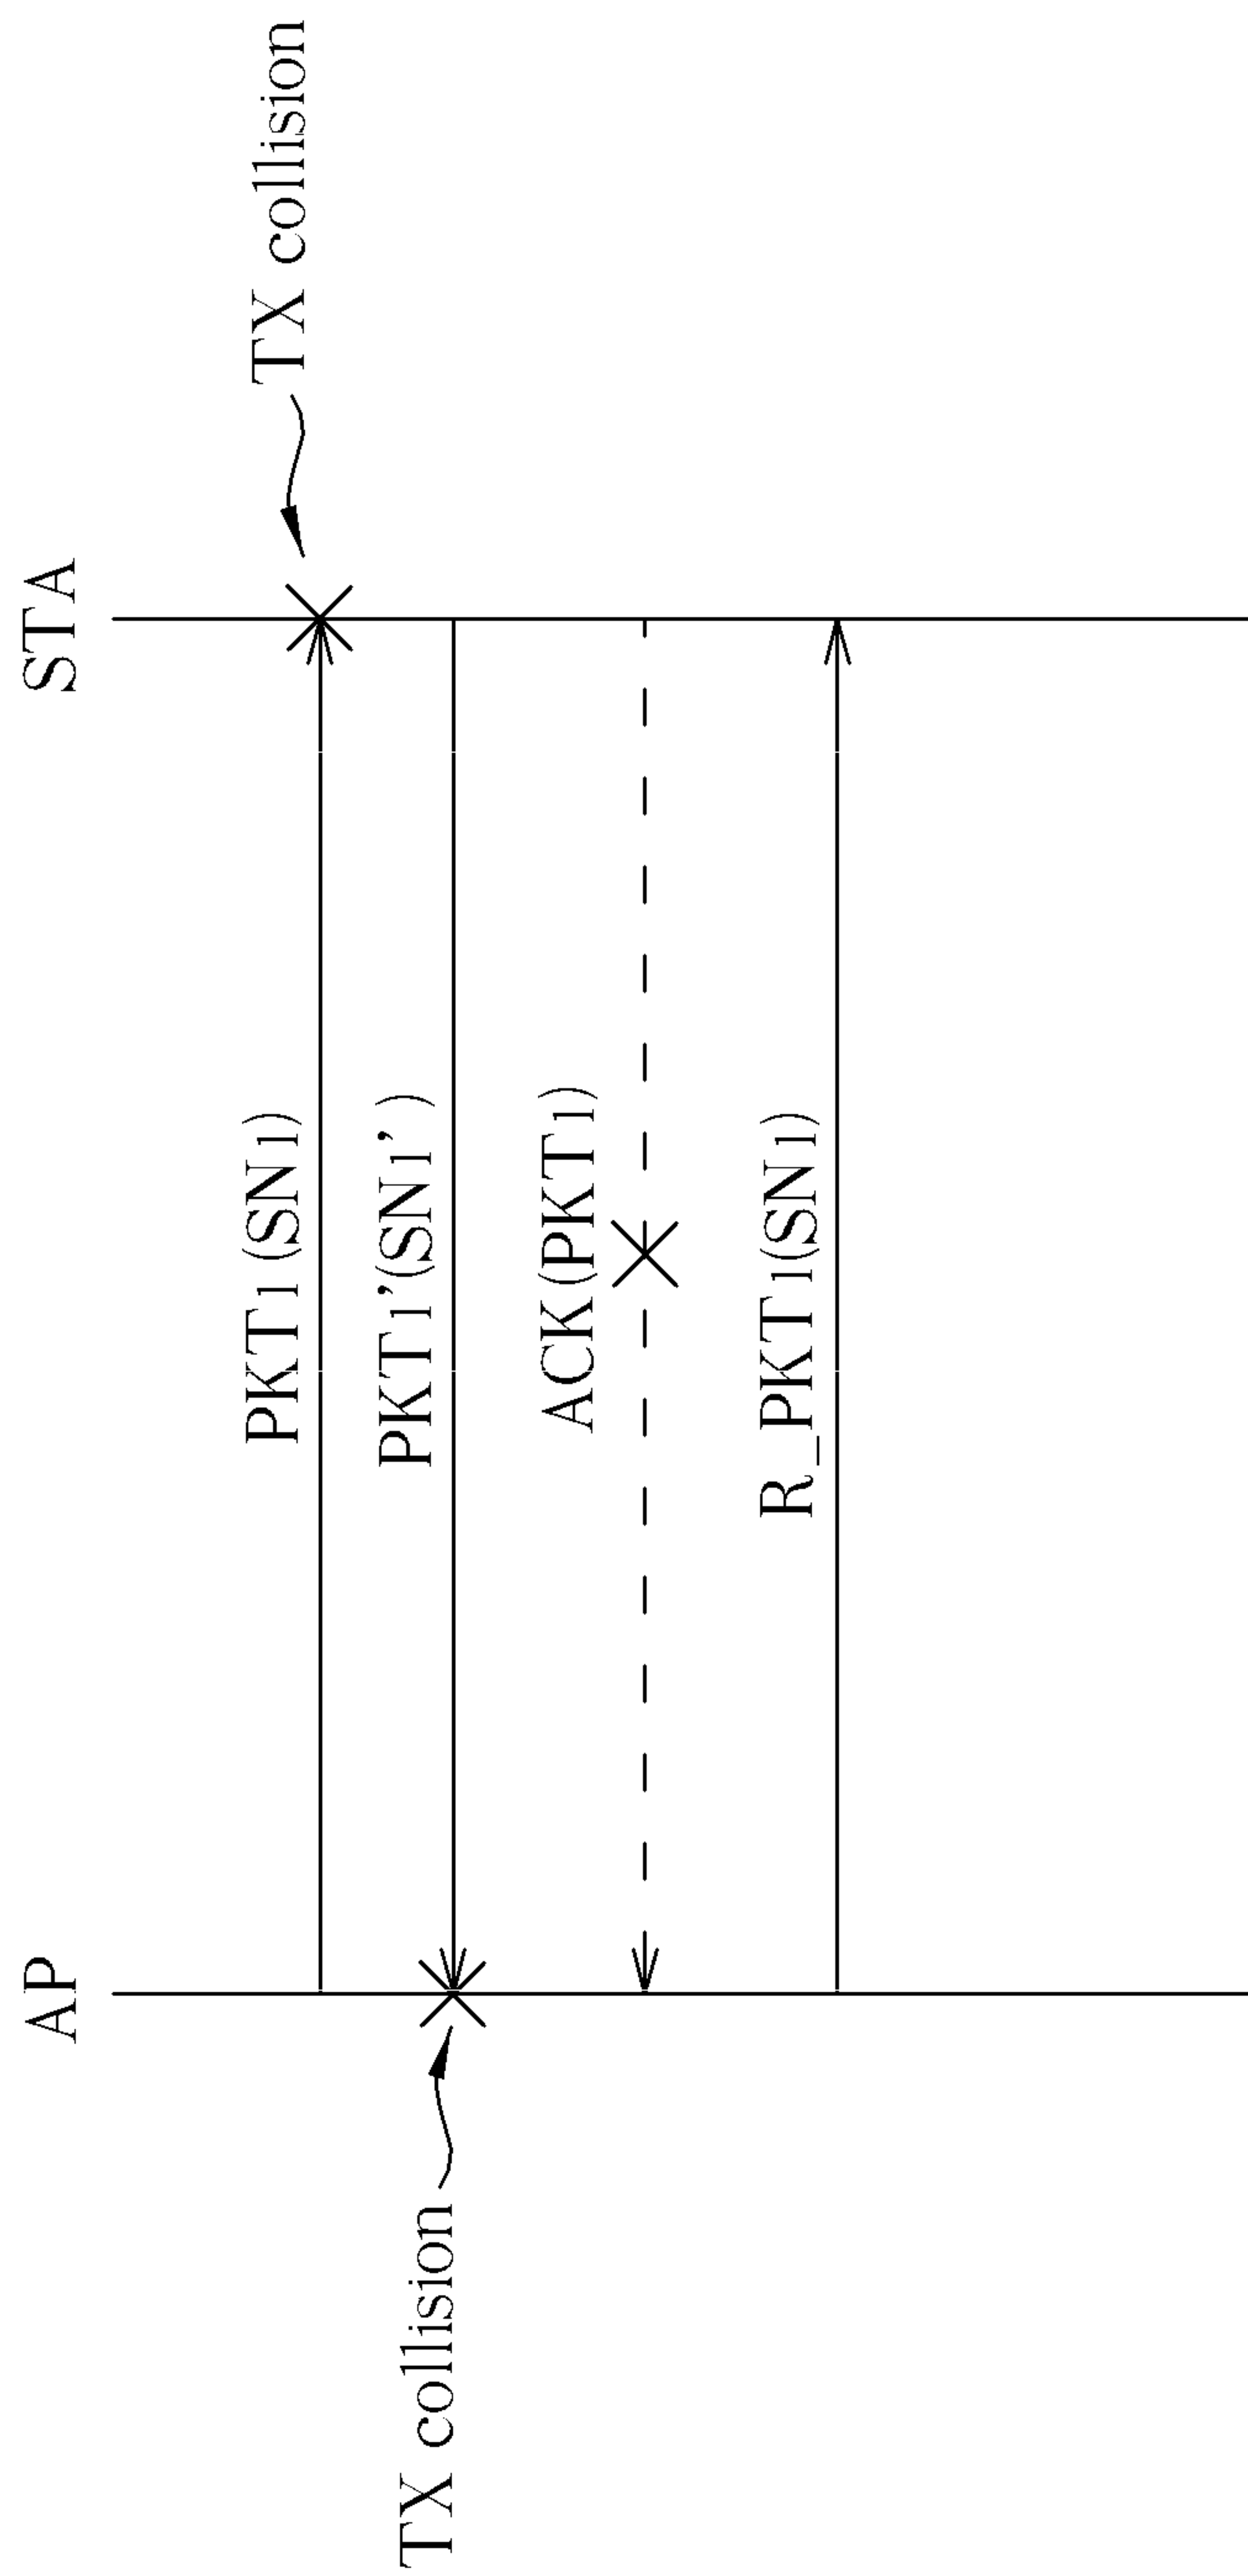 AP
STA
PKT1(SN1)
TX collision
TX collision
PKT1'(SN1')
ACK(PKT1)
R_PKT1(SN1)